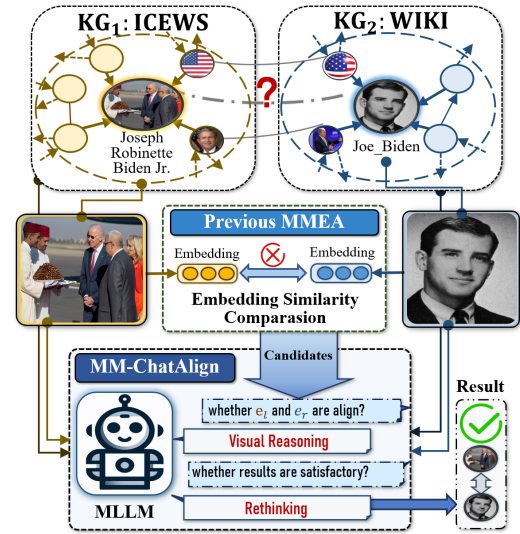 KG1: ICEWS
KG2: WIKI
?
Joseph
Robinette
Biden Jr.
Joe_Biden
Previous MMEA
Embedding
Embedding
Embedding Similarity
Comparasion
Candidates
MM-ChatAlign
whether el and er are align?
Visual Reasoning
whether results are satisfactory?
Rethinking
MLLM
Result